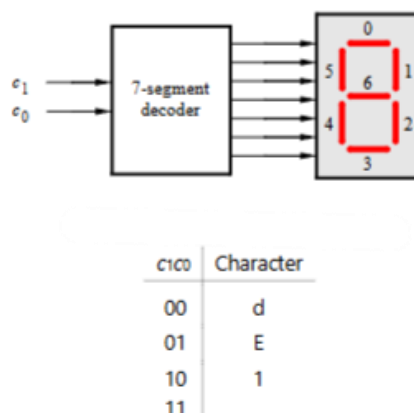 0
5 1
6
c1
7-segment
decoder
c0
4 2
3
c1c0 Character
00 d
01 E
10 1
11